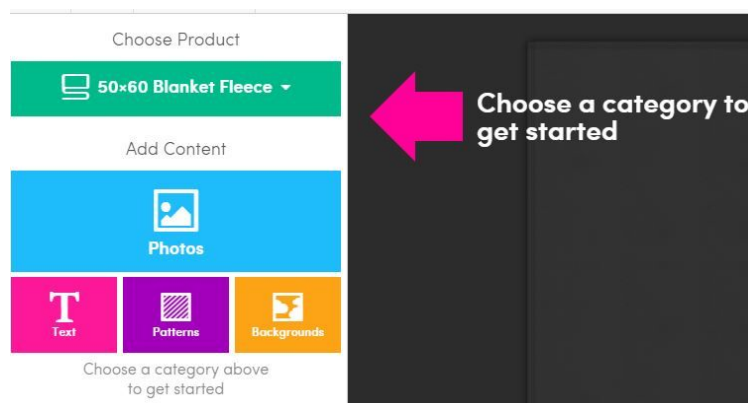 Choose Product
50×60 Blanket Fleece
Choose a category to
get started
Add Content
Photos
Text
Patterns
Backgrounds
Choose a category above
to get started